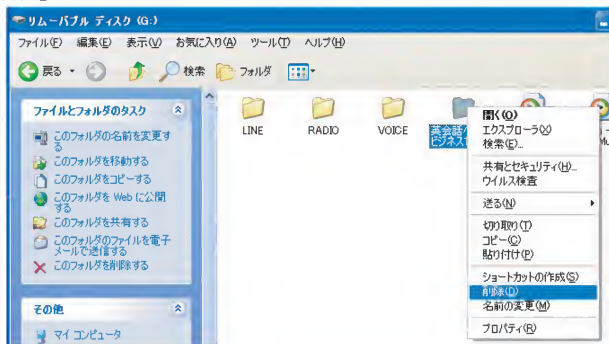 リムーバブル ディスク (G:)
ファイル(F) 編集(E) 表示(V) お気に入り(A) ツール(T) ヘルプ(H)
戻る 検索 フォルダ
ファイルとフォルダのタスク
このフォルダの名前を変更す
る
このフォルダを移動する
このフォルダをコピーする
このフォルダを Web に公開
する
このフォルダを共有する
このフォルダのファイルを電子
メールで送信する
このフォルダを削除する
その他
マイ コンピュータ
LINE
RADIO
VOICE
英会話
ビジネス
開く(O)
エクスプローラ(X)
検索(E)...
共有とセキュリティ(H)...
ウイルス検査
送る(N)
切り取り(T)
コピー(C)
貼り付け(P)
ショートカットの作成(S)
削除(D)
名前の変更(M)
プロパティ(R)